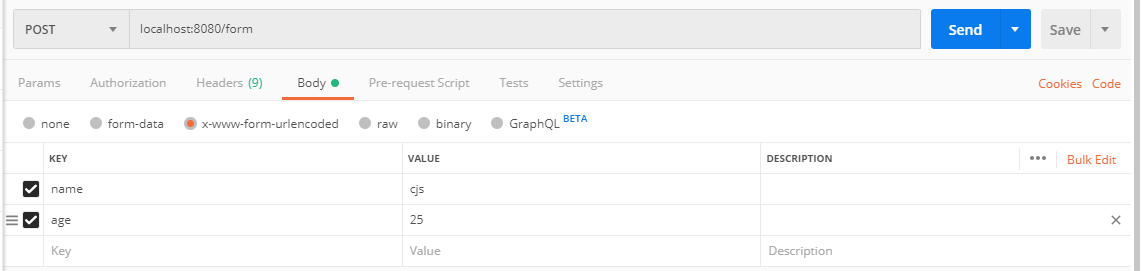 POST localhost:8080/form Send Save
Params Authorization Headers (9) Body Pre-request Script Tests Settings Cookies Code
none form-data x-www-form-urlencoded raw binary GraphQL BETA
KEY VALUE DESCRIPTION ••• Bulk Edit
name cjs
age 25
Key Value Description